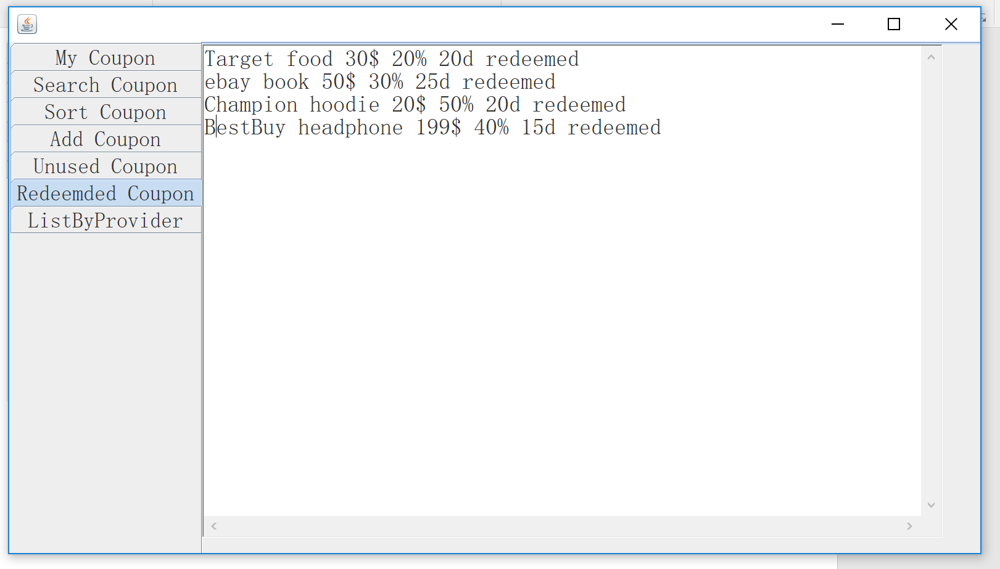 My Coupon
Search Coupon
Sort Coupon
Add Coupon
Unused Coupon
Redeemded Coupon
ListByProvider
Target food 30$ 20% 20d redeemed
ebay book 50$ 30% 25d redeemed
Champion hoodie 20$ 50% 20d redeemed
BestBuy headphone 199$ 40% 15d redeemed